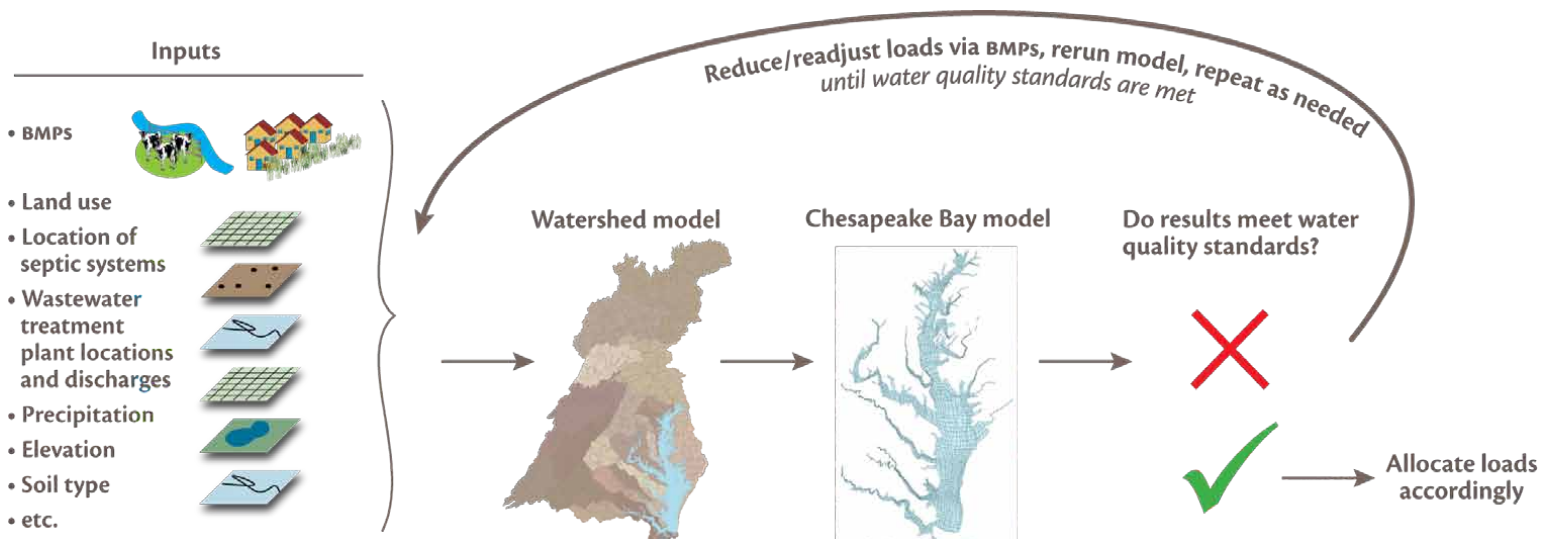 Inputs
• BMPs
• Land use
• Location of
septic systems
• Wastewater
treatment
plant locations
and discharges
• Precipitation
• Elevation
• Soil type
• etc.
Reduce/readjust loads via BMPs, rerun model, repeat as needed
until water quality standards are met
Watershed model
Chesapeake Bay model
Do results meet water
quality standards?
Allocate loads
accordingly